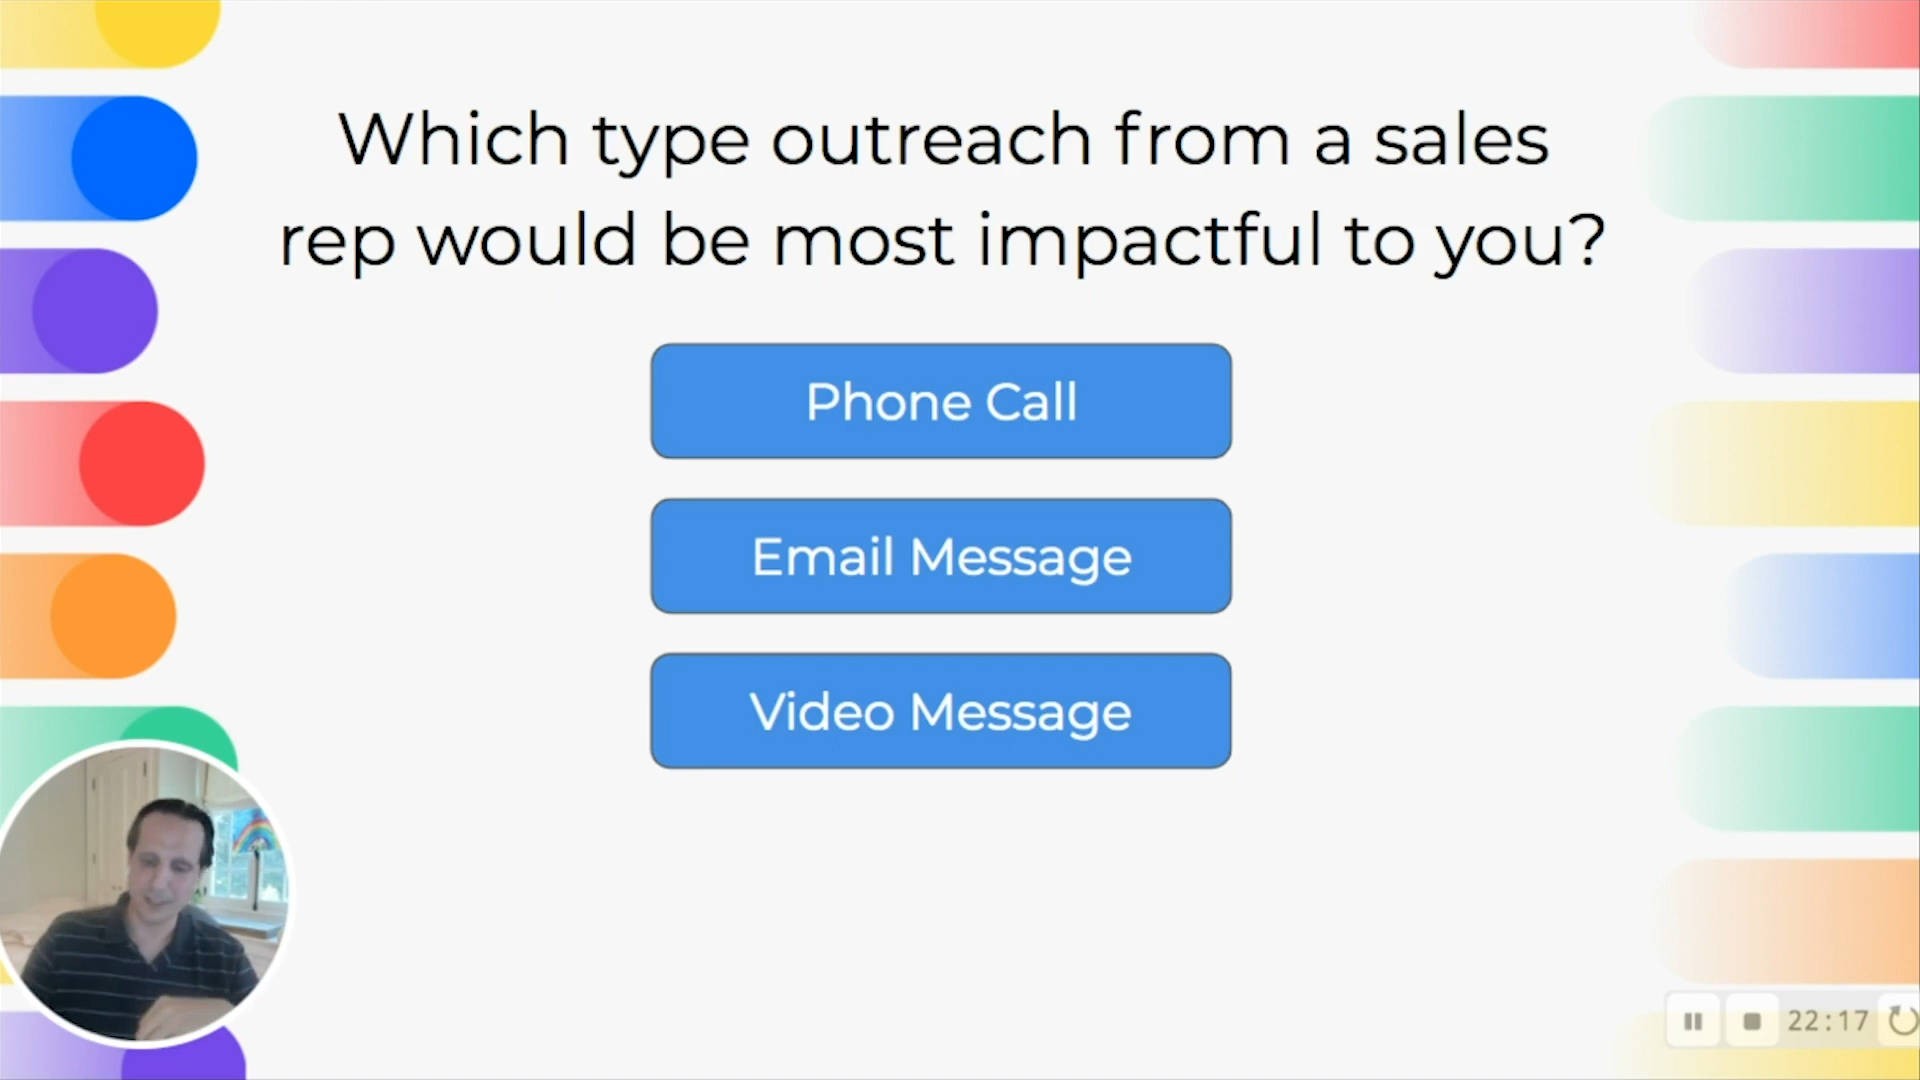 Which type outreach from a sales
rep would be most impactful to you?
Phone Call
Email Message
Video Message
22:17